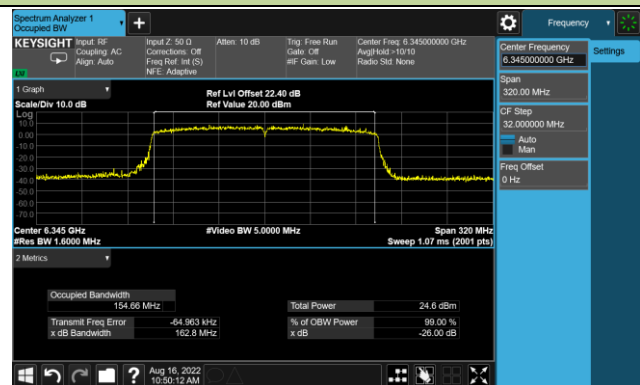 Spectrum Analyzer 1
Occupied BW
Frequency
KEYSIGHT
Input: RF
Coupling: AC
Align: Auto
Input Z: 50 Ω
Corrections: Off
Freq Ref: Int (S)
NFE: Adaptive
Atten: 10 dB
Trig: Free Run
Gate: Off
#IF Gain: Low
Center Freq: 6.345000000 GHz
Avg|Hold:>10/10
Radio Std: None
Center Frequency
6.345000000 GHz
Settings
Span
320.00 MHz
CF Step
32.000000 MHz
Auto
Man
Freq Offset
0 Hz
1 Graph
Scale/Div 10.0 dB
Ref Lvl Offset 22.40 dB
Ref Value 20.00 dBm
Log
10.0
0.00
-10.0
-20.0
-30.0
-40.0
-50.0
-60.0
-70.0
Center 6.345 GHz
#Res BW 1.6000 MHz
#Video BW 5.0000 MHz
Span 320 MHz
Sweep 1.07 ms (2001 pts)
2 Metrics
Occupied Bandwidth
154.66 MHz
Total Power 24.6 dBm
Transmit Freq Error -64.963 kHz
% of OBW Power 99.00 %
x dB Bandwidth 162.8 MHz
x dB -26.00 dB
?
Aug 16, 2022
10:50:12 AM